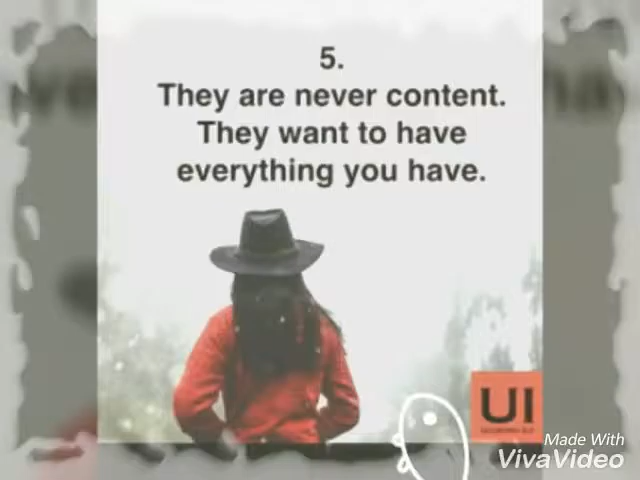 5.
They are never content.
They want to have
everything you have.
UI
Made With
VivaVideo